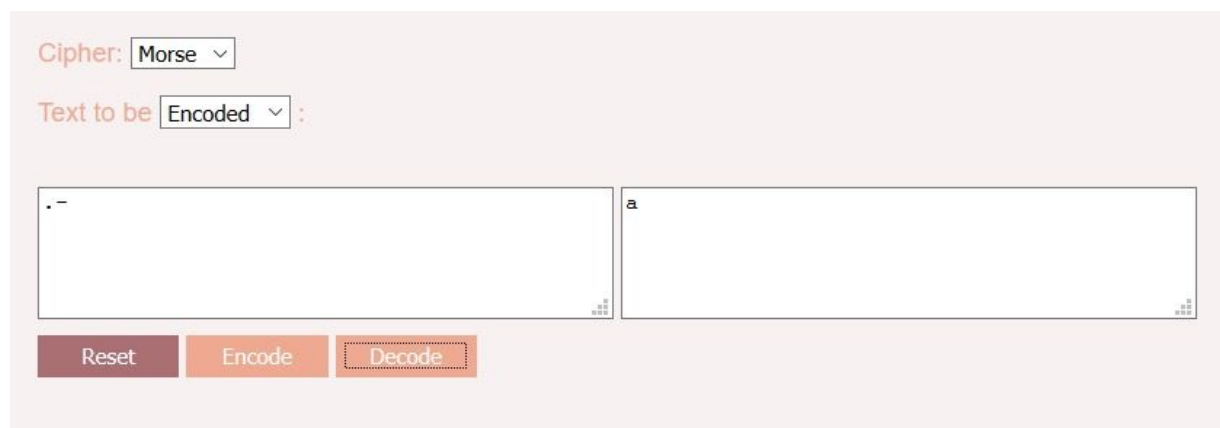 Cipher: Morse
Text to be Encoded :
.- a
Reset Encode Decode